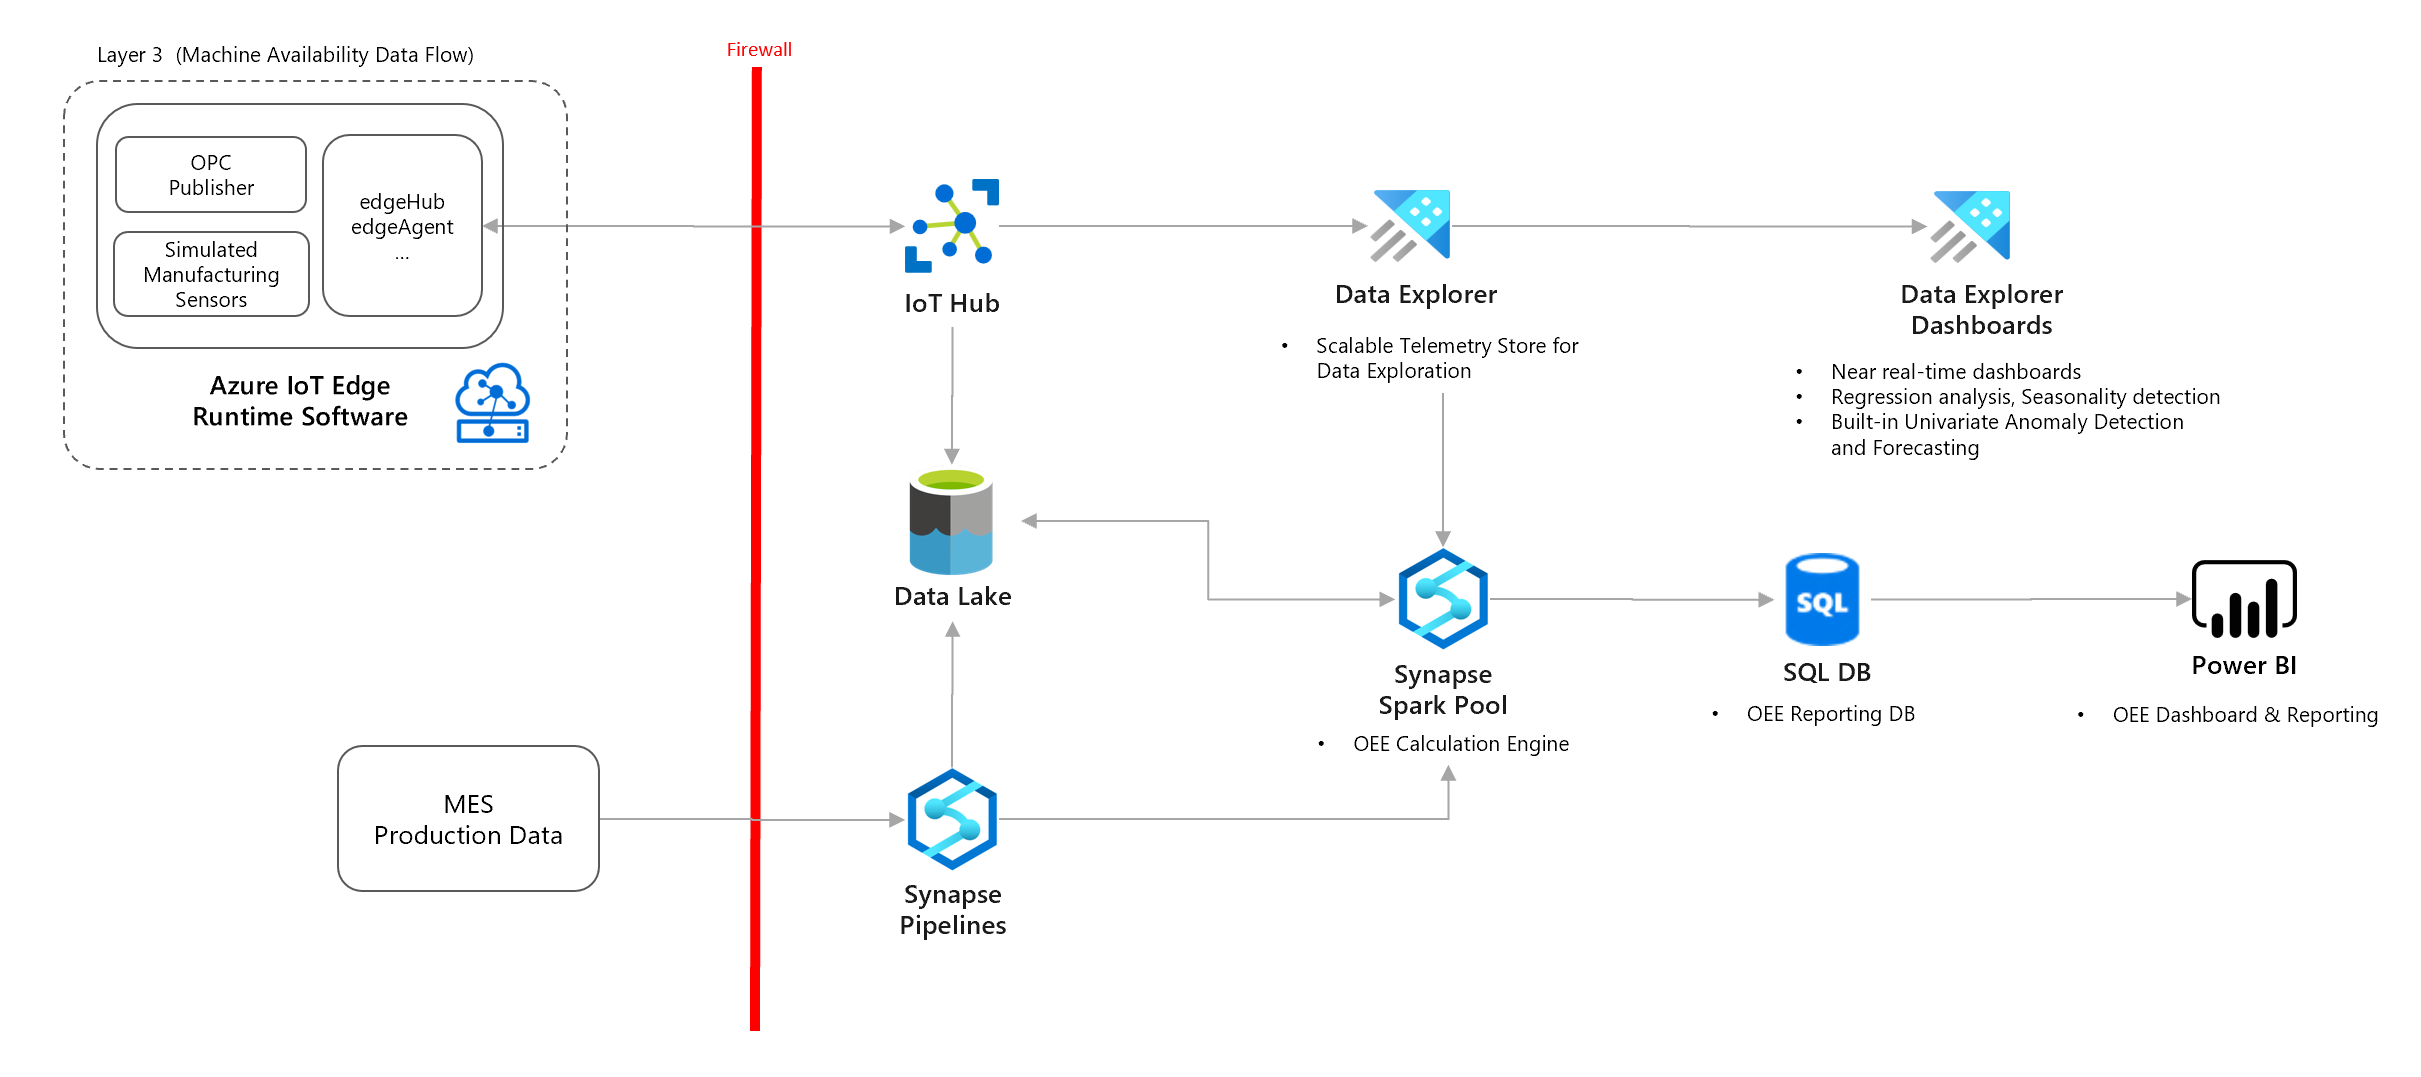 Layer 3  (Machine Availability Data Flow)
Firewall
OPC
Publisher
Simulated
Manufacturing
Sensors
edgeHub
edgeAgent
...
Azure IoT Edge
Runtime Software
IoT Hub
Data Explorer
• Scalable Telemetry Store for
Data Exploration
Data Explorer
Dashboards
• Near real-time dashboards
• Regression analysis, Seasonality detection
• Built-in Univariate Anomaly Detection
and Forecasting
Data Lake
Synapse
Spark Pool
• OEE Calculation Engine
SQL
SQL DB
• OEE Reporting DB
Power BI
• OEE Dashboard & Reporting
MES
Production Data
Synapse
Pipelines